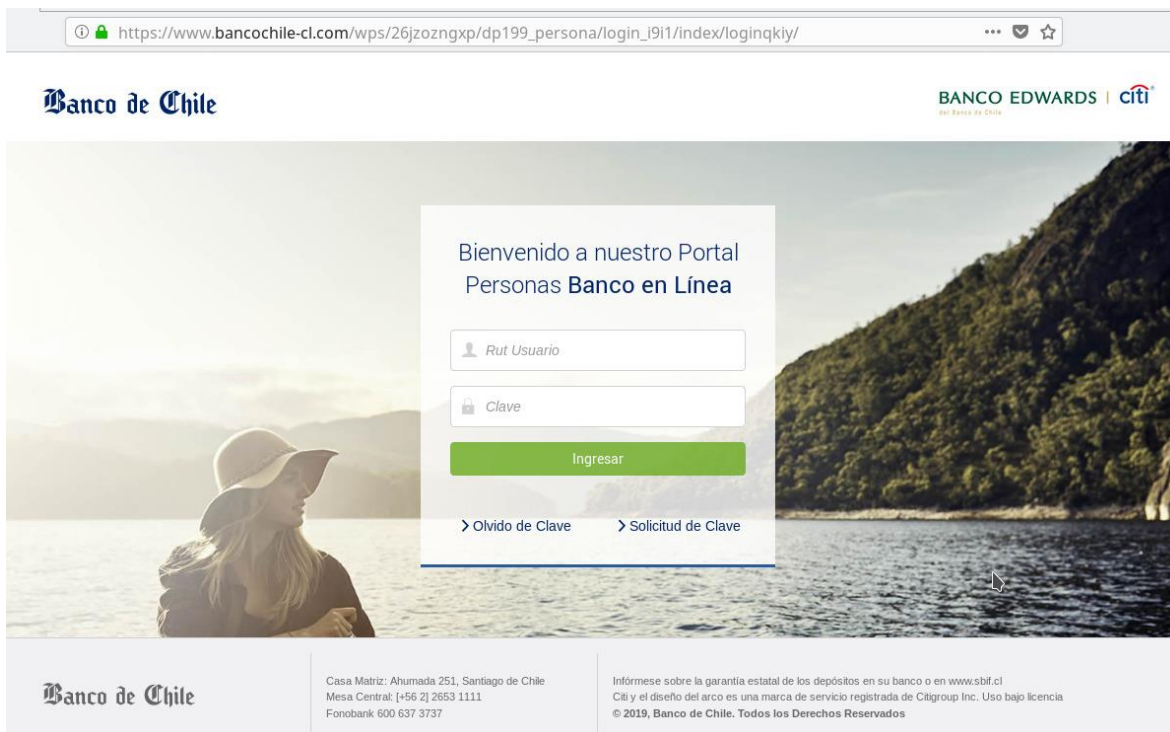 https://www.bancochile-cl.com/wps/26jzozngxp/dp199_persona/login_i9i1/index/loginqkiy/
Banco de Chile
BANCO EDWARDS | citi
del Banco de Chile
Bienvenido a nuestro Portal
Personas Banco en Línea
Rut Usuario
Clave
Ingresar
Olvido de Clave
Solicitud de Clave
Banco de Chile
Casa Matriz: Ahumada 251, Santiago de Chile
Mesa Central: [+56 2] 2653 1111
Fonobank 600 637 3737
Infórmese sobre la garantía estatal de los depósitos en su banco o en www.sbif.cl
Citi y el diseño del arco es una marca de servicio registrada de Citigroup Inc. Uso bajo licencia
© 2019, Banco de Chile. Todos los Derechos Reservados